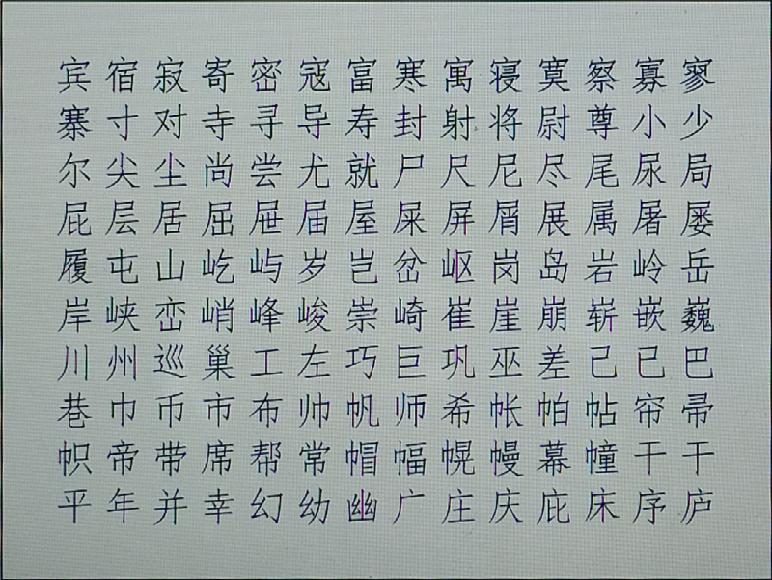 宾宿寂寄密寇富寒寓寝寞察寡寥
寨寸对寺寻导寿封射将尉尊小少
尔尖尘尚尝尤就尸尺尼尽尾尿局
屁层居屈屉届屋屎屏屑展属屠屡
履屯山屹屿岁岂岔岖岗岛岩岭岳
岸峡峦峭峰峻崇崎崔崖崩崭嵌巍
川州巡巢工左巧巨巩巫差己已巴
巷巾币市布帅帆师希帐帕帖帘帚
帜帝带席帮常帽幅幌幔幕幢干干
平年并幸幻幼幽广庄庆庇床序庐